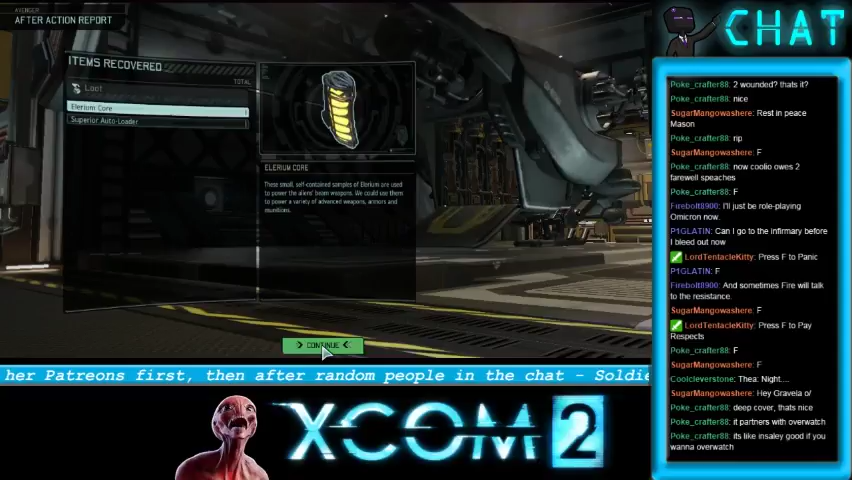 AVENGER
AFTER ACTION REPORT
ITEMS RECOVERED
TOTAL
Loot
Elerium Core 1
Superior Auto-Loader 1
ELERIUM CORE
These small, self-contained samples of Elerium are used
to power the aliens' beam weapons. We could use them
to power a variety of advanced weapons, armors and
munitions.
CONTINUE
her Patreons first, then after random people in the chat - Soldie
XCOM 2
CHAT
Poke_crafter88: 2 wounded? thats it?
Poke_crafter88: nice
SugarMangowashere: Rest in peace
Mason
Poke_crafter88: rip
SugarMangowashere: F
Poke_crafter88: now coolio owes 2
farewell speaches
Poke_crafter88: F
Firebolt8900: I'll just be role-playing
Omicron now.
P1GLATIN: Can I go to the infirmary before
I bleed out now
LordTentacleKitty: Press F to Panic
P1GLATIN: F
Firebolt8900: And sometimes Fire will talk
to the resistance.
SugarMangowashere: F
LordTentacleKitty: Press F to Pay
Respects
Poke_crafter88: F
SugarMangowashere: F
Coolcleverstone: Thea: Night....
SugarMangowashere: Hey Gravela o/
Poke_crafter88: deep cover, thats nice
Poke_crafter88: it partners with overwatch
Poke_crafter88: its like insaley good if you
wanna overwatch